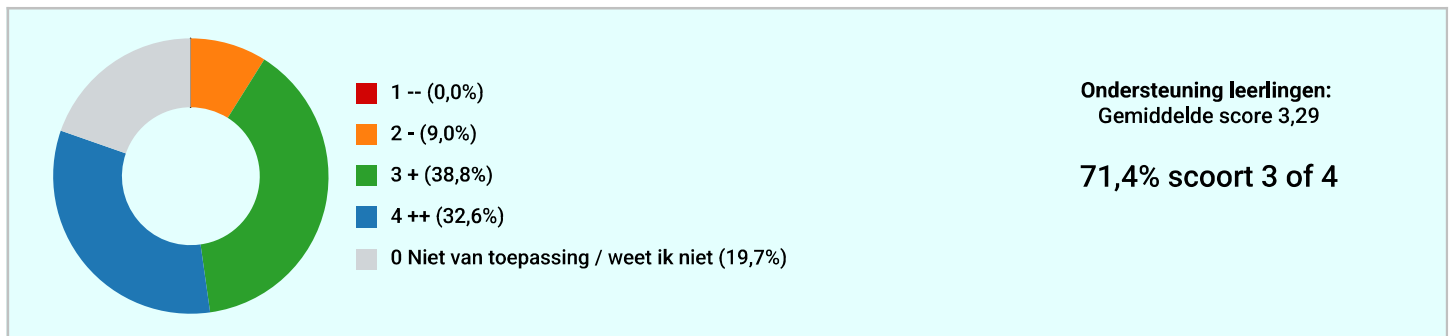 1 -- (0,0%)
2 - (9,0%)
3 + (38,8%)
4 ++ (32,6%)
0 Niet van toepassing / weet ik niet (19,7%)
Ondersteuning leerlingen:
Gemiddelde score 3,29
71,4% scoort 3 of 4